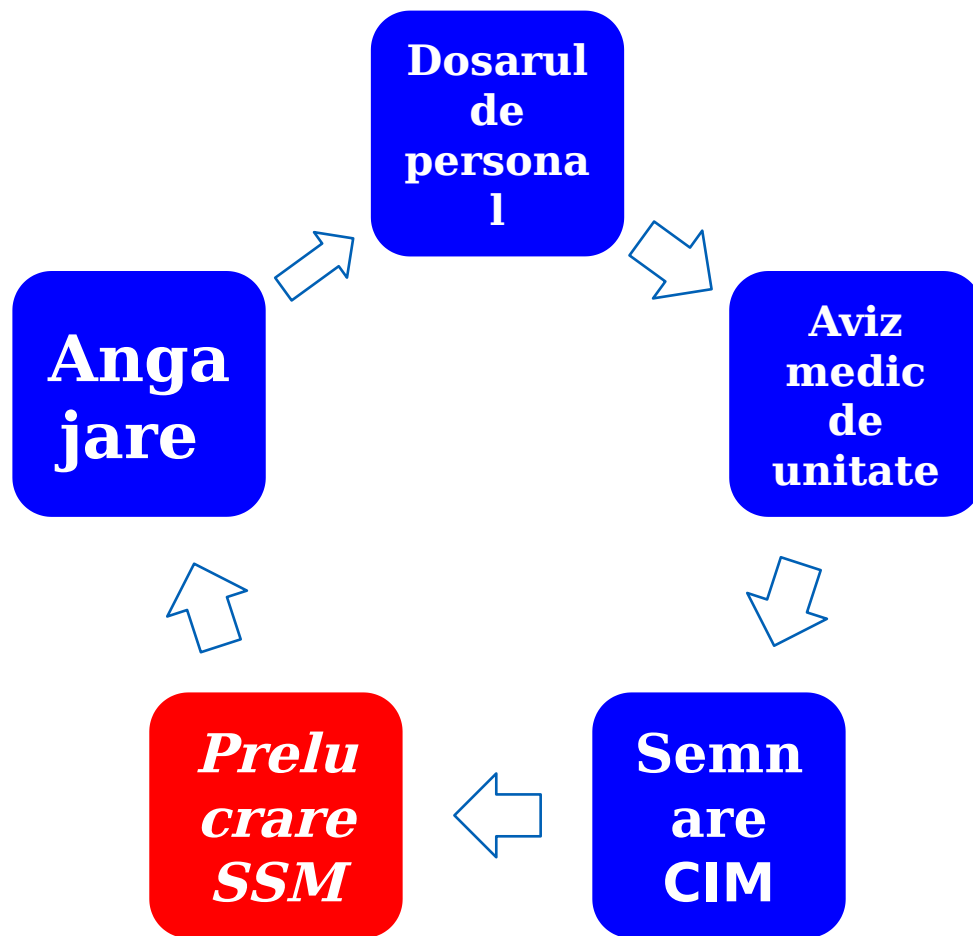 Dosarul
de
persona
l
Anga
jare
Aviz
medic
de
unitate
Prelu
crare
SSM
Semn
are
CIM